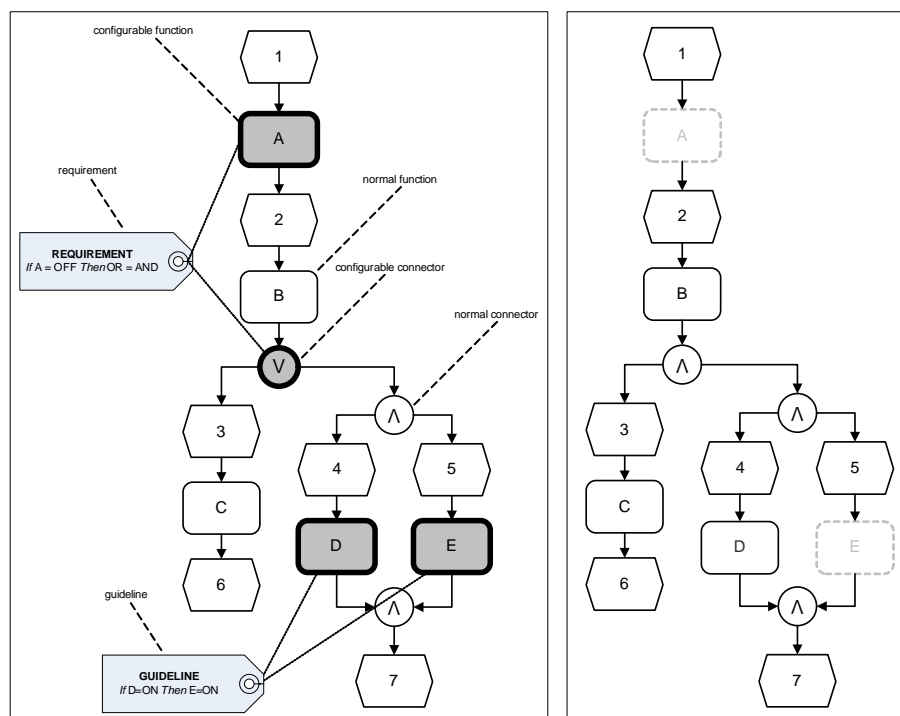 configurable function
1
A
requirement
normal function
2
REQUIREMENT
If A = OFF Then OR = AND
configurable connector
B
normal connector
V
Λ
3
4
5
C
D
E
6
guideline
Λ
GUIDELINE
If D=ON Then E=ON
7
1
A
2
B
Λ
Λ
3
4
5
C
D
E
6
Λ
7